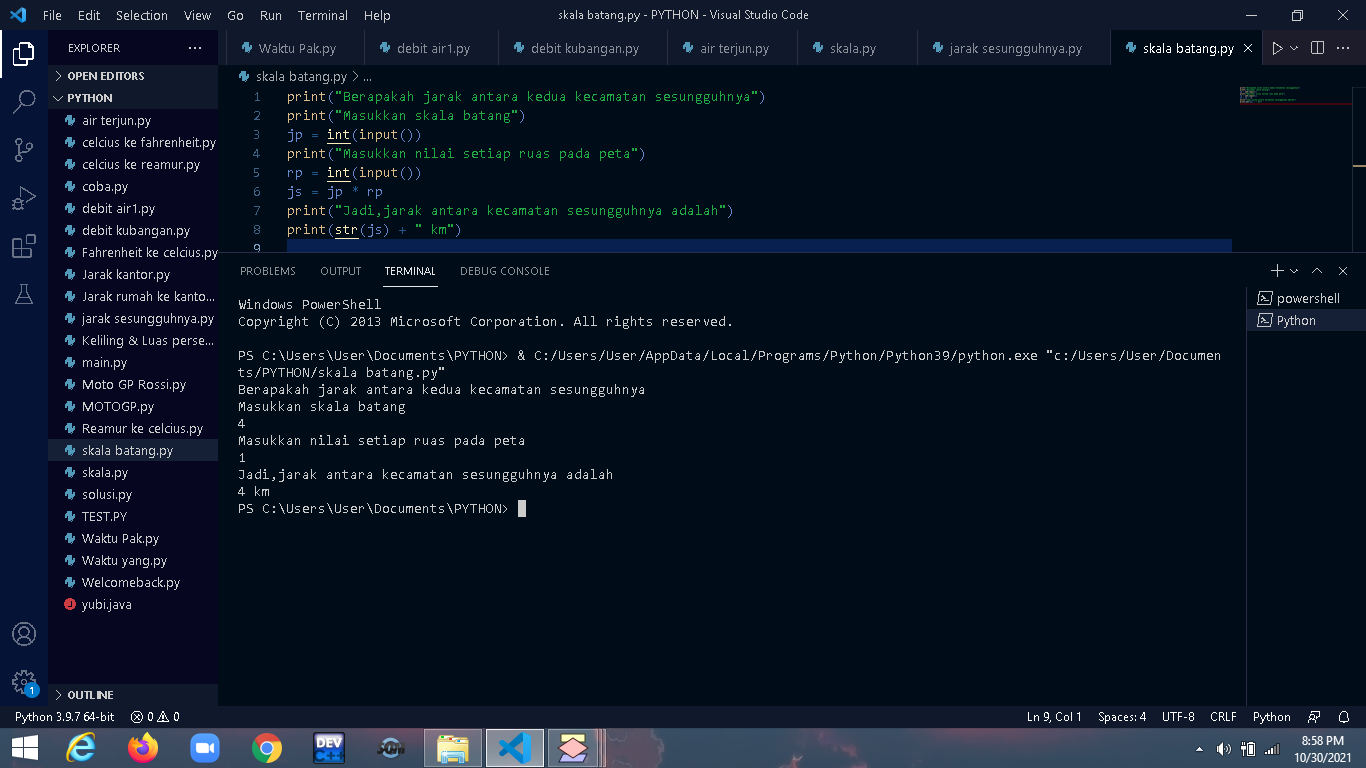 File Edit Selection View Go Run Terminal Help
skala batang.py - PYTHON - Visual Studio Code
EXPLORER
OPEN EDITORS
PYTHON
air terjun.py
celcius ke fahrenheit.py
celcius ke reamur.py
coba.py
debit air1.py
debit kubangan.py
Fahrenheit ke celcius.py
Jarak kantor.py
Jarak rumah ke kanto...
jarak sesungguhnya.py
Keliling & Luas perse...
main.py
Moto GP Rossi.py
MOTOGP.py
Reamur ke celcius.py
skala batang.py
skala.py
solusi.py
TEST.PY
Waktu Pak.py
Waktu yang.py
Welcomeback.py
yubi.java
OUTLINE
Waktu Pak.py debit air1.py debit kubangan.py air terjun.py skala.py jarak sesungguhnya.py skala batang.py
skala batang.py > ...
1 print("Berapakah jarak antara kedua kecamatan sesungguhnya")
2 print("Masukkan skala batang")
3 jp = int(input())
4 print("Masukkan nilai setiap ruas pada peta")
5 rp = int(input())
6 js = jp * rp
7 print("Jadi,jarak antara kecamatan sesungguhnya adalah")
8 print(str(js) + " km")
9
PROBLEMS OUTPUT TERMINAL DEBUG CONSOLE
Windows PowerShell
Copyright (C) 2013 Microsoft Corporation. All rights reserved.
PS C:\Users\User\Documents\PYTHON> & C:/Users/User/AppData/Local/Programs/Python/Python39/python.exe "c:/Users/User/Documen
ts/PYTHON/skala batang.py"
Berapakah jarak antara kedua kecamatan sesungguhnya
Masukkan skala batang
4
Masukkan nilai setiap ruas pada peta
1
Jadi,jarak antara kecamatan sesungguhnya adalah
4 km
PS C:\Users\User\Documents\PYTHON>
powershell
Python
1
Python 3.9.7 64-bit 0 0 Ln 9, Col 1 Spaces: 4 UTF-8 CRLF Python
DEV
C++
8:58 PM
10/30/2021